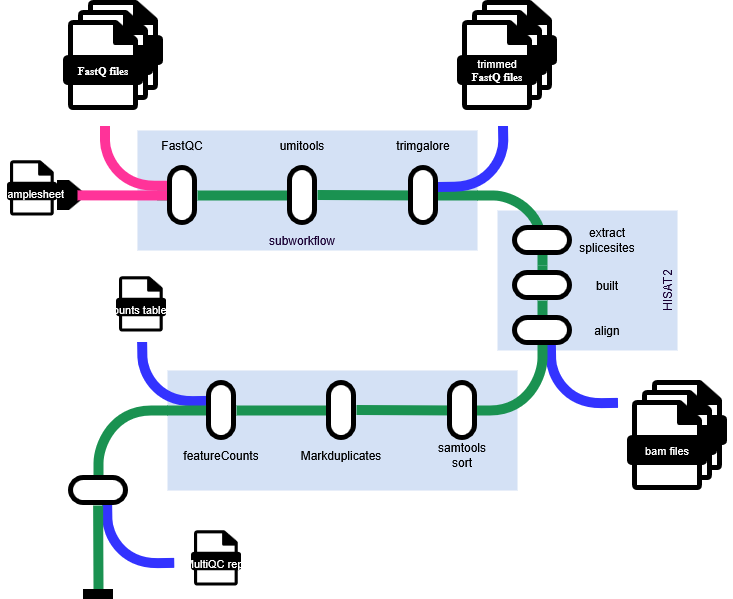 FastQ files
trimmed
FastQ files
FastQC
umitools
trimgalore
amplesheet
subworkflow
extract
splicesites
built
HISAT2
align
ounts table
bam files
featureCounts
Markduplicates
samtools
sort
MultiQC rep